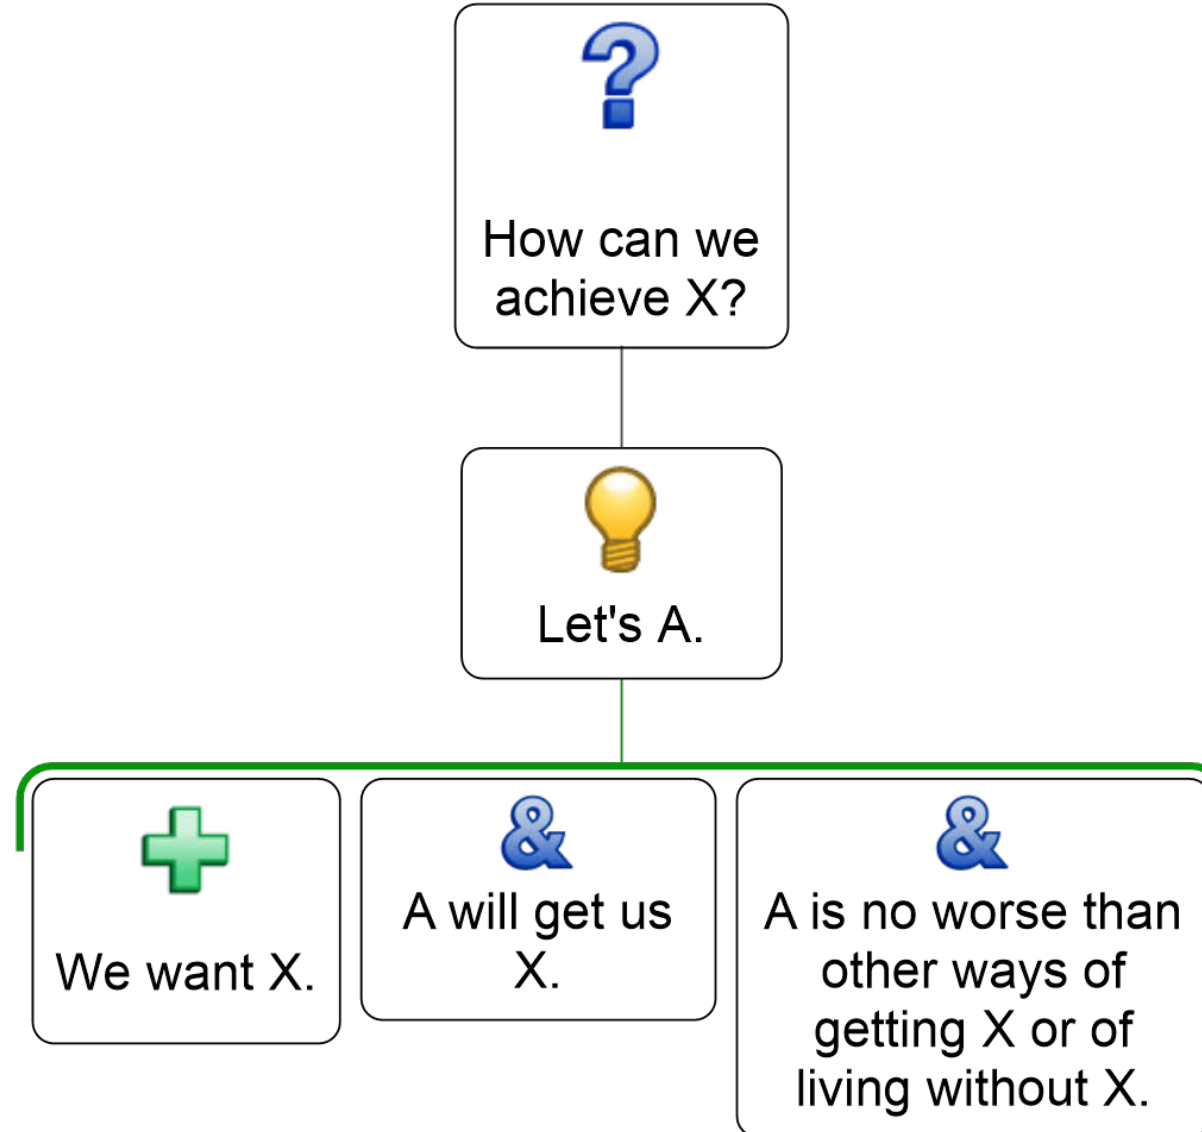 ?
How can we
achieve X?
Let's A.
We want X.
&
A will get us
X.
&
A is no worse than
other ways of
getting X or of
living without X.